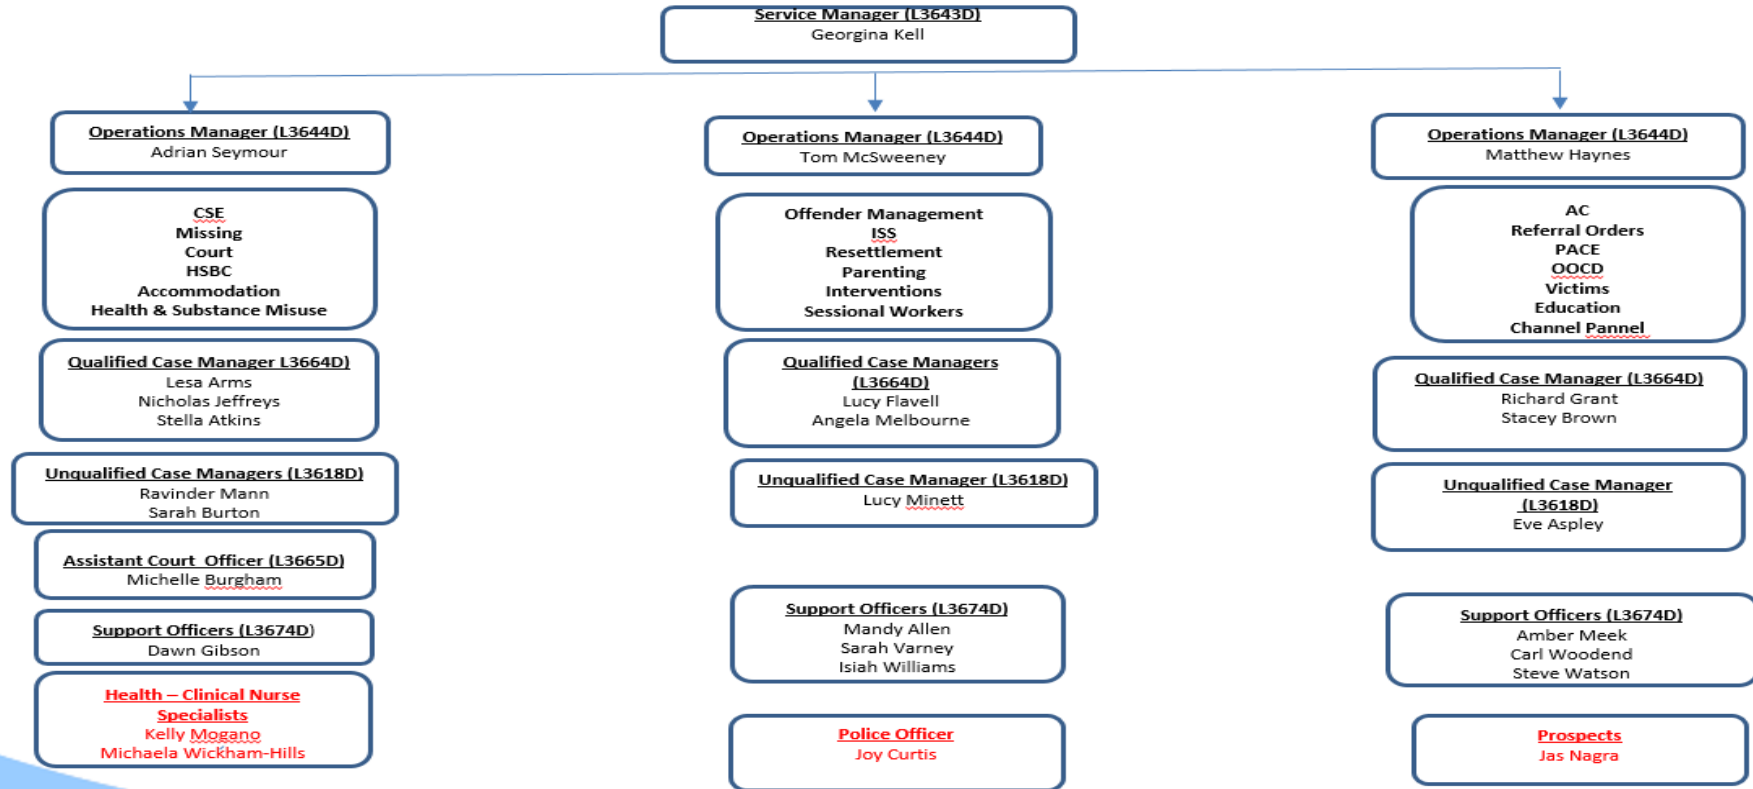 Service Manager (L3643D)
Georgina Kell
Operations Manager (L3644D)
Adrian Seymour
CSE
Missing
Court
HSBC
Accommodation
Health & Substance Misuse
Qualified Case Manager L3664D)
Lesa Arms
Nicholas Jeffreys
Stella Atkins
Unqualified Case Managers (L3618D)
Ravinder Mann
Sarah Burton
Assistant Court  Officer (L3665D)
Michelle Burgham
Support Officers (L3674D)
Dawn Gibson
Health – Clinical Nurse
Specialists
Kelly Mogano
Michaela Wickham-Hills
Operations Manager (L3644D)
Tom McSweeney
Offender Management
ISS
Resettlement
Parenting
Interventions
Sessional Workers
Qualified Case Managers
(L3664D)
Lucy Flavell
Angela Melbourne
Unqualified Case Manager (L3618D)
Lucy Minett
Support Officers (L3674D)
Mandy Allen
Sarah Varney
Isiah Williams
Police Officer
Joy Curtis
Operations Manager (L3644D)
Matthew Haynes
AC
Referral Orders
PACE
OOCD
Victims
Education
Channel Pannel
Qualified Case Manager (L3664D)
Richard Grant
Stacey Brown
Unqualified Case Manager
(L3618D)
Eve Aspley
Support Officers (L3674D)
Amber Meek
Carl Woodend
Steve Watson
Prospects
Jas Nagra